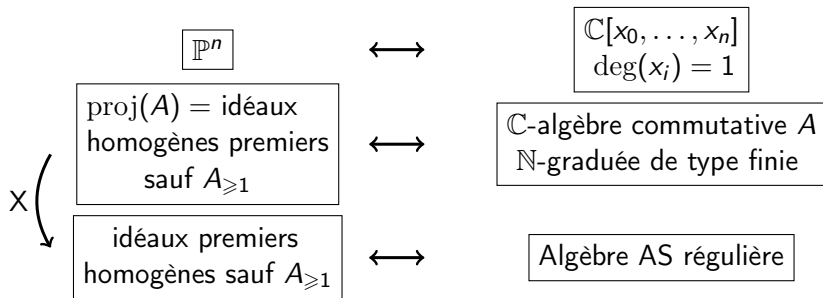 ℙⁿ ⟷ ℂ[x₀, . . . , xₙ]
deg(xᵢ) = 1
proj(A) = idéaux
homogènes premiers
sauf A⩾₁
⟷
ℂ-algèbre commutative A
ℕ-graduée de type finie
X
idéaux premiers
homogènes sauf A⩾₁
⟷
Algèbre AS régulière